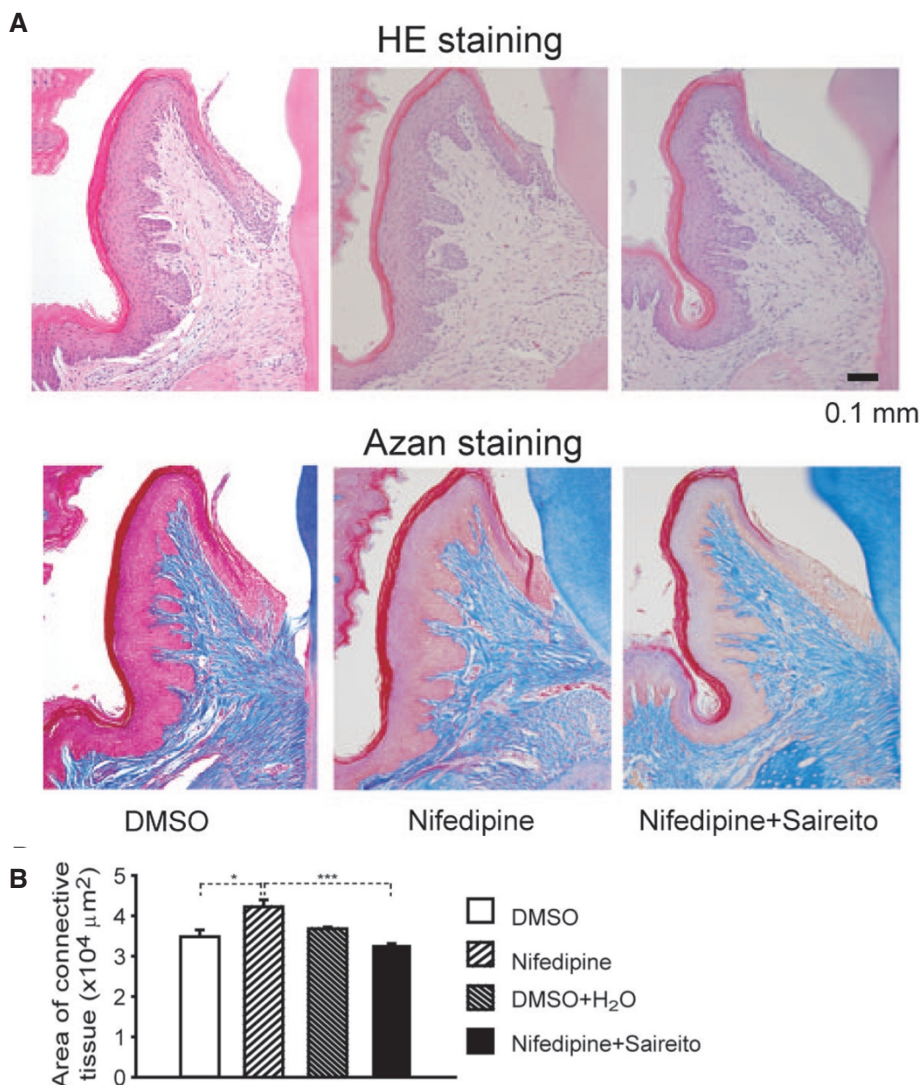 A
HE staining
0.1 mm
Azan staining
DMSO
Nifedipine
Nifedipine+Saireito
B
Area of connective
tissue (x10⁴ μm²)
5
4
3
2
1
0
*
***
DMSO
Nifedipine
DMSO+H₂O
Nifedipine+Saireito